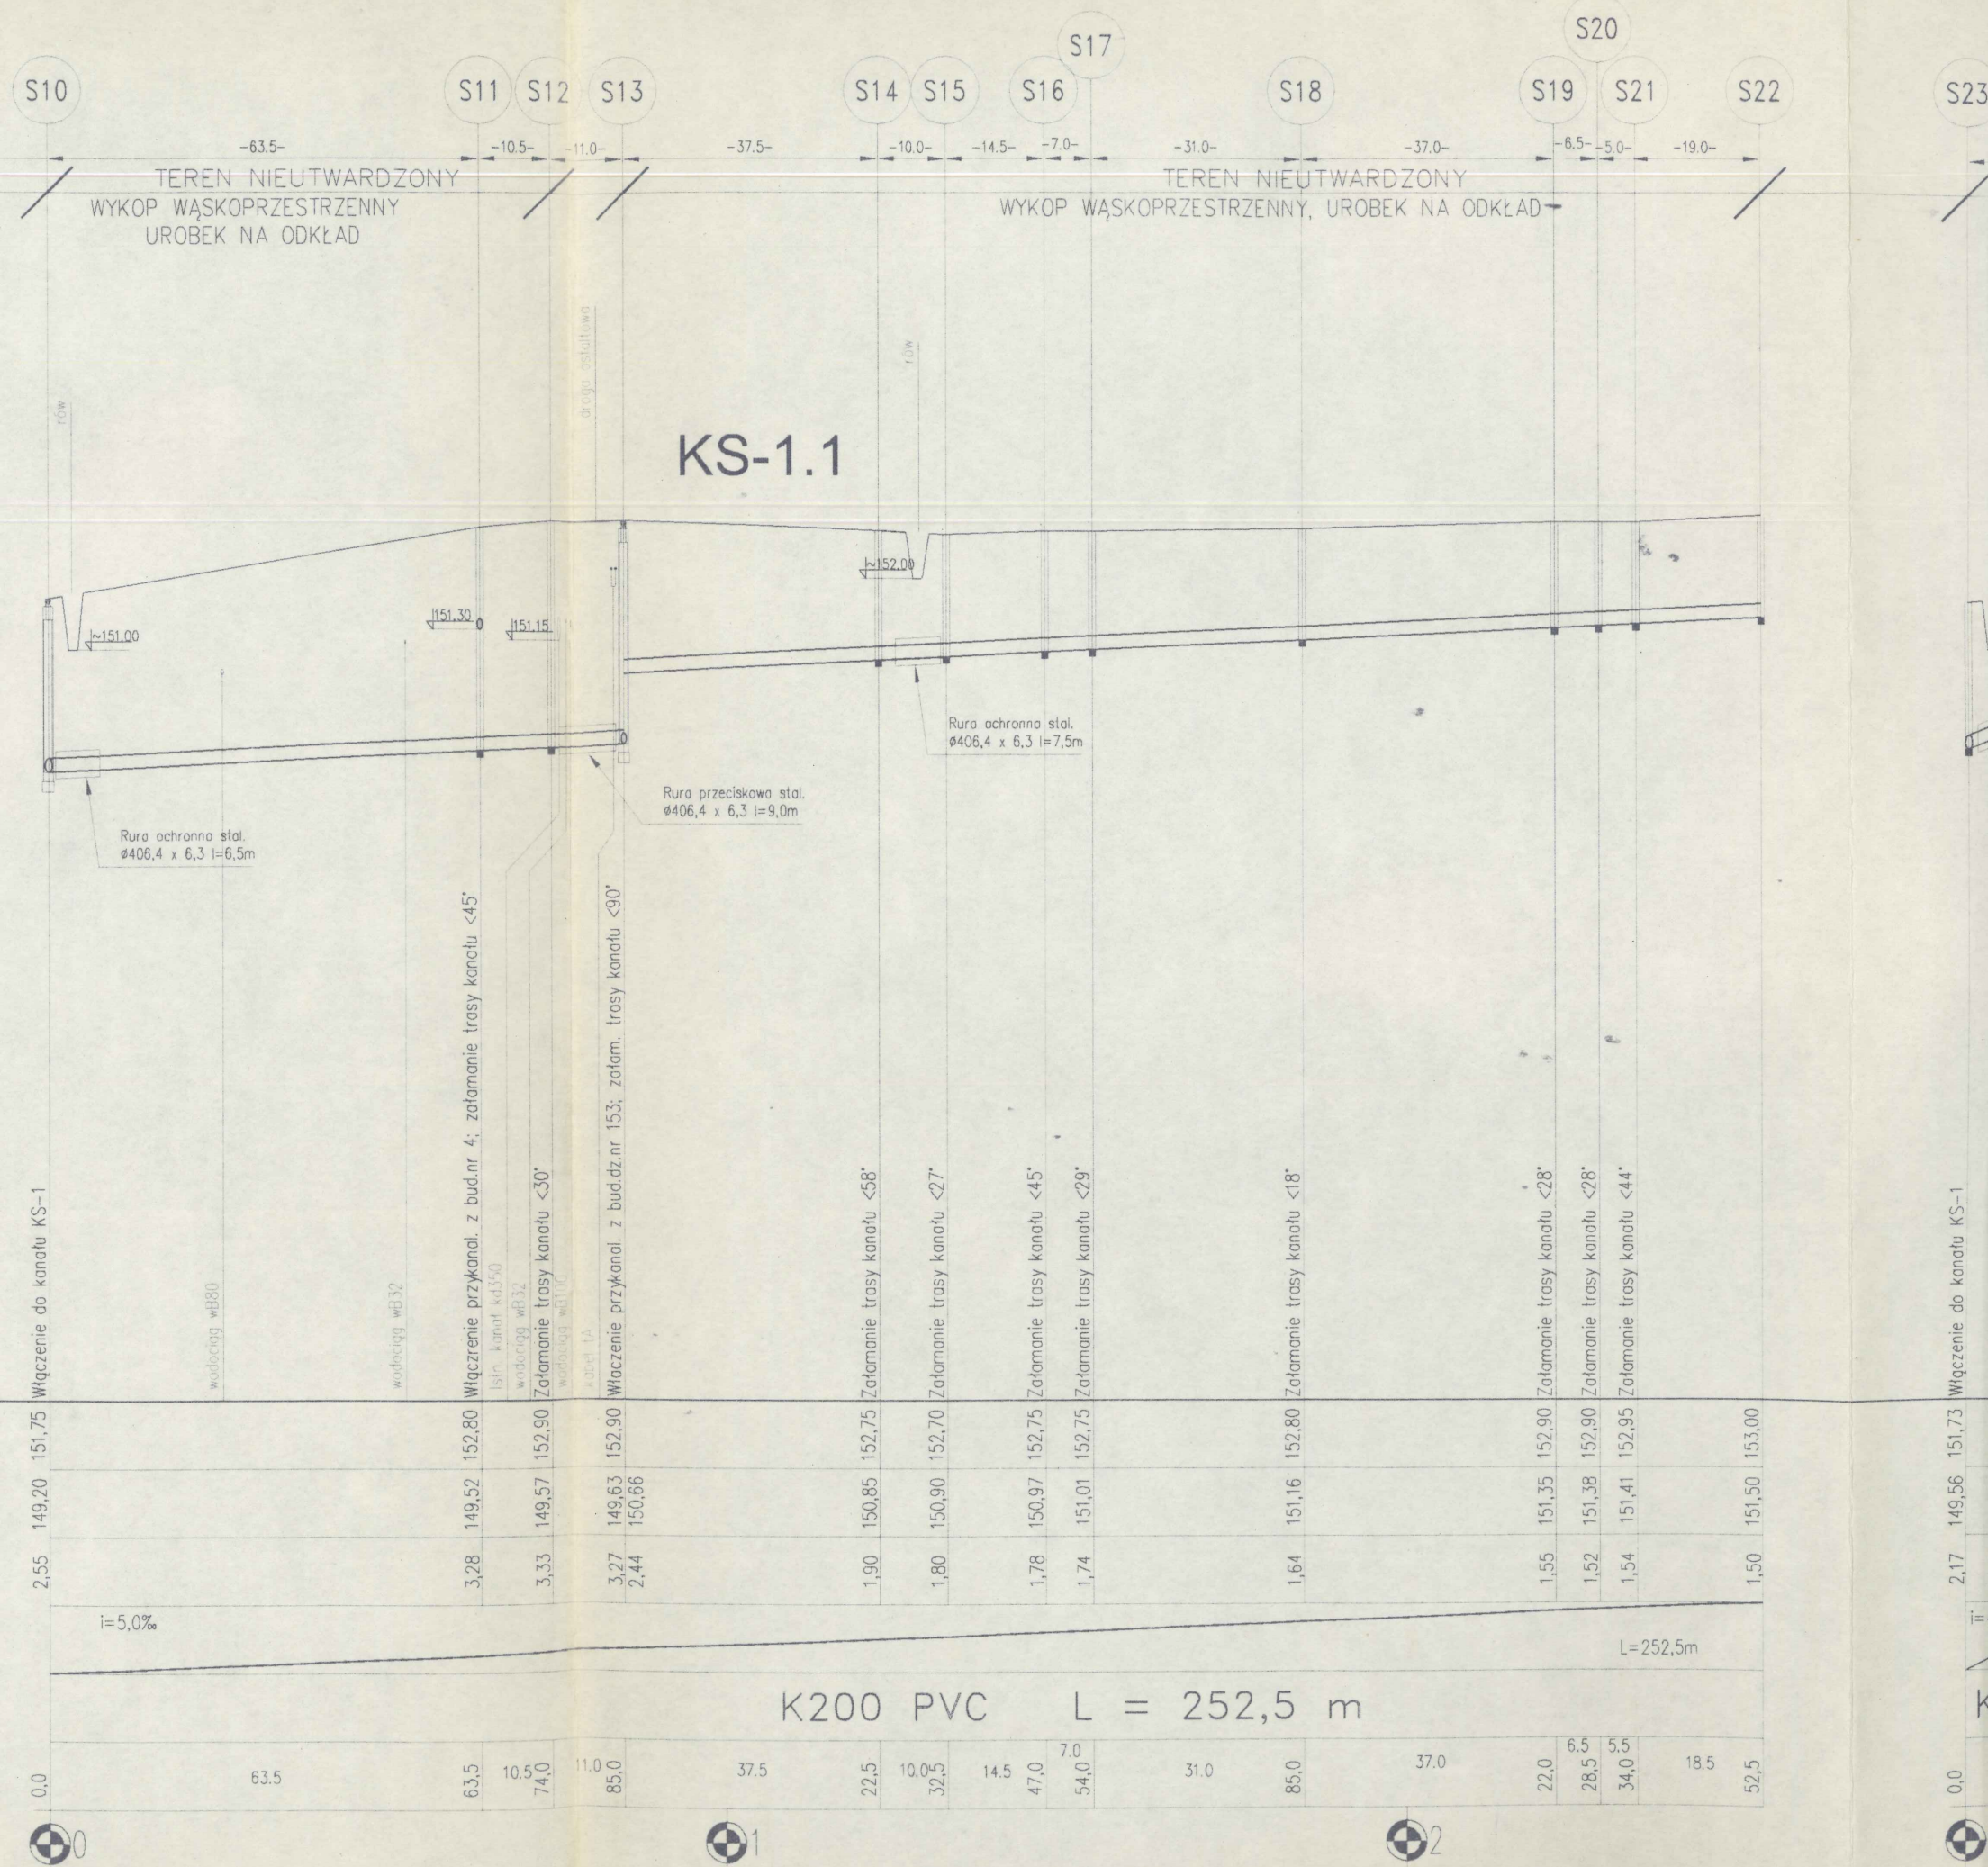 S10
S11
S12
S13
S14
S15
S16
S17
S18
S19
S20
S21
S22
S23
-63.5-
-10.5-
-11.0-
-37.5-
-10.0-
-14.5-
-7.0-
-31.0-
-37.0-
-6.5-
-5.0-
-19.0-
TEREN NIEUTWARDZONY
WYKOP WĄSKOPRZESTRZENNY
UROBEK NA ODKŁAD
TEREN NIEUTWARDZONY
WYKOP WĄSKOPRZESTRZENNY, UROBEK NA ODKŁAD
rów
droga asfaltowa
rów
KS-1.1
~151.00
151.30
151.15
~152.00
Rura ochronna stal.
ø406,4 x 6,3 l=6,5m
Rura przeciskowa stal.
ø406,4 x 6,3 l=9,0m
Rura ochronna stal.
ø406,4 x 6,3 l=7,5m
Włączenie do kanału KS-1
wodociąg wB80
wodociąg wB32
Włączrenie przykanal. z bud.nr 4; załamanie trasy kanału <45°
Istn. kanał kd350
wodociąg wB32
Załamanie trasy kanału <30°
wodociąg wB100
kabel tA
Właczenie przykanal. z bud.dz.nr 153; załam. trasy kanału <90°
Załamanie trasy kanału <58°
Załamanie trasy kanału <27°
Załamanie trasy kanału <45°
Załamanie trasy kanału <29°
Załamanie trasy kanału <18°
Załamanie trasy kanału <28°
Załamanie trasy kanału <28°
Załamanie trasy kanału <44°
Włączenie do kanału KS-1
151,75
152,80
152,90
152,90
152,75
152,70
152,75
152,75
152,80
152,90
152,90
152,95
153,00
151,73
149,20
149,52
149,57
149,63
150,66
150,85
150,90
150,97
151,01
151,16
151,35
151,38
151,41
151,50
149,56
2,55
3,28
3,33
3,27
2,44
1,90
1,80
1,78
1,74
1,64
1,55
1,52
1,54
1,50
2,17
i=5,0‰
L=252,5m
i=
K200 PVC L = 252,5 m
K
0,0
63.5
63,5
10.5
74,0
11.0
85,0
37.5
22,5
10.0
32,5
14.5
47,0
7.0
54,0
31.0
85,0
37.0
22,0
6.5
28,5
5.5
34,0
18.5
52,5
0,0
0
1
2